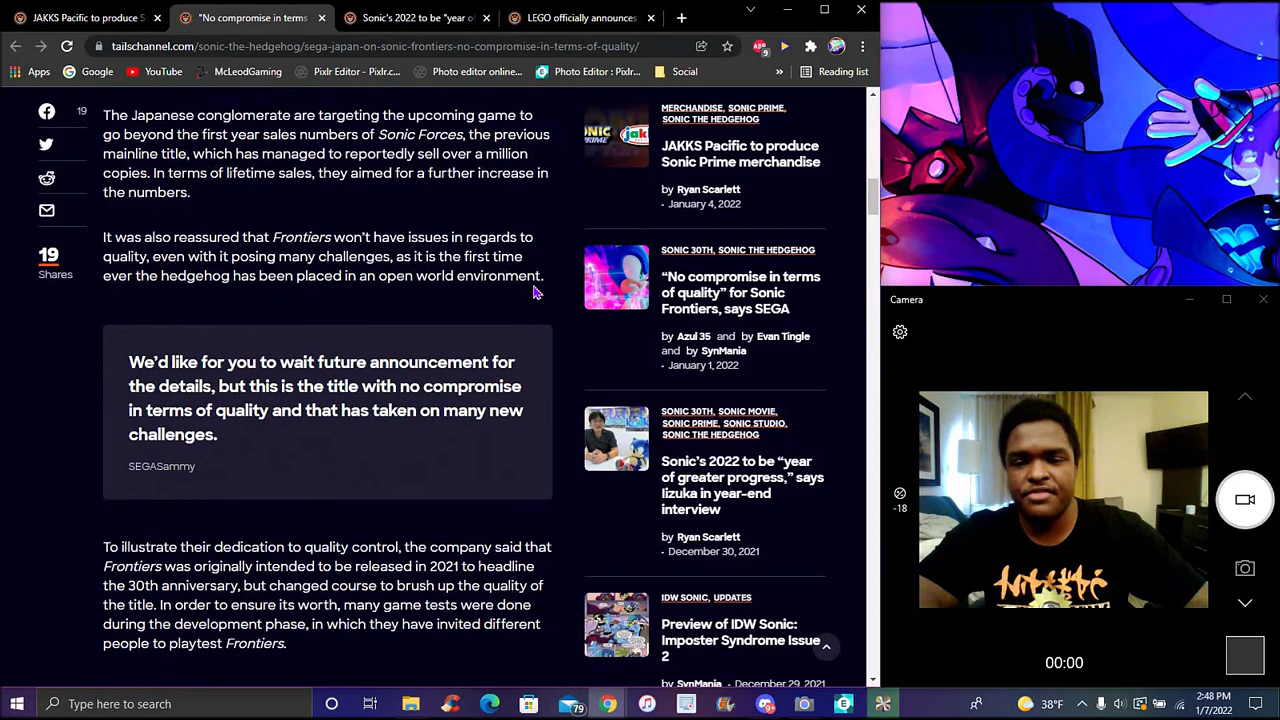 JAKKS Pacific to produce S
"No compromise in terms
Sonic's 2022 to be "year o
LEGO officially announces
tailschannel.com/sonic-the-hedgehog/sega-japan-on-sonic-frontiers-no-compromise-in-terms-of-quality/
Apps
Google
YouTube
McLeodGaming
Pixlr Editor - Pixlr.c...
Photo editor online...
Photo Editor : Pixlr...
Social
Reading list
19
19
Shares
The Japanese conglomerate are targeting the upcoming game to
go beyond the first year sales numbers of Sonic Forces, the previous
mainline title, which has managed to reportedly sell over a million
copies. In terms of lifetime sales, they aimed for a further increase in
the numbers.
It was also reassured that Frontiers won't have issues in regards to
quality, even with it posing many challenges, as it is the first time
ever the hedgehog has been placed in an open world environment.
We'd like for you to wait future announcement for
the details, but this is the title with no compromise
in terms of quality and that has taken on many new
challenges.
SEGASammy
To illustrate their dedication to quality control, the company said that
Frontiers was originally intended to be released in 2021 to headline
the 30th anniversary, but changed course to brush up the quality of
the title. In order to ensure its worth, many game tests were done
during the development phase, in which they have invited different
people to playtest Frontiers.
MERCHANDISE, SONIC PRIME,
SONIC THE HEDGEHOG
JAKKS Pacific to produce
Sonic Prime merchandise
by Ryan Scarlett
· January 4, 2022
SONIC 30TH, SONIC THE HEDGEHOG
"No compromise in terms
of quality" for Sonic
Frontiers, says SEGA
by Azul 35 and by Evan Tingle
and by SynMania
· January 1, 2022
SONIC 30TH, SONIC MOVIE,
SONIC PRIME, SONIC STUDIO,
SONIC THE HEDGEHOG
Sonic's 2022 to be "year
of greater progress," says
Iizuka in year-end
interview
by Ryan Scarlett
· December 30, 2021
IDW SONIC, UPDATES
Preview of IDW Sonic:
Imposter Syndrome Issue
2
by SynMania · December 29, 2021
Camera
-18
00:00
Type here to search
79
38°F
2:48 PM
1/7/2022